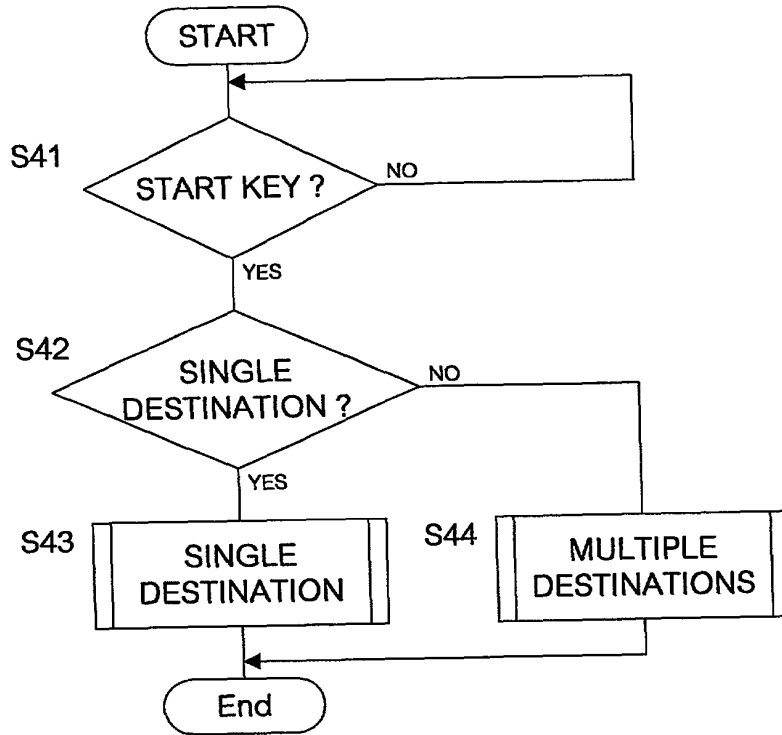 START
S41
START KEY ?
NO
YES
S42
SINGLE
DESTINATION ?
NO
YES
S43
SINGLE
DESTINATION
S44
MULTIPLE
DESTINATIONS
End